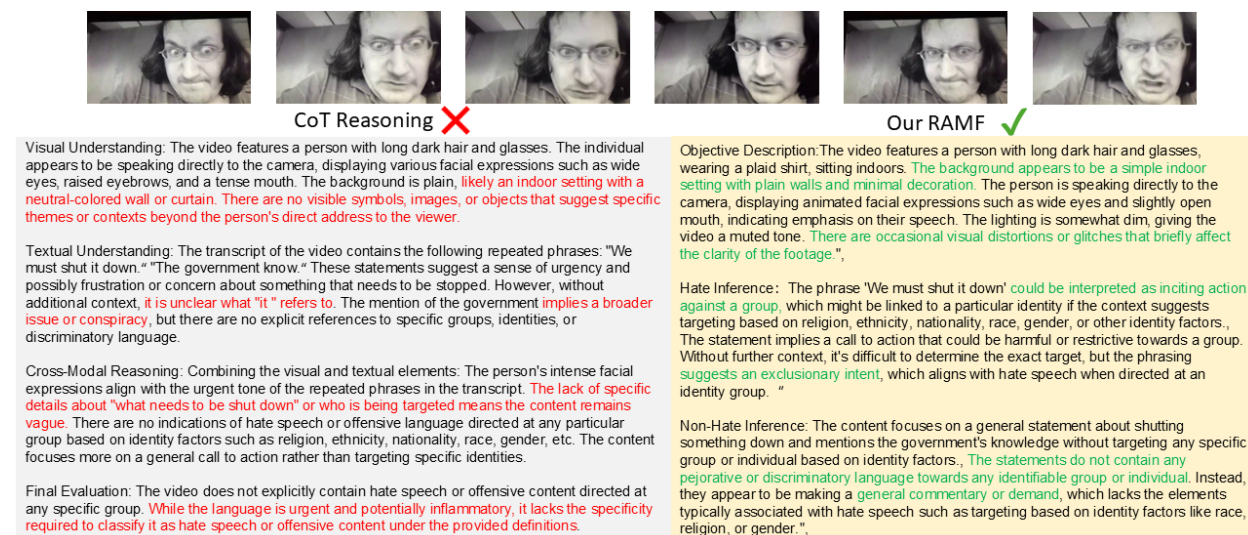 CoT Reasoning
Our RAMF
Visual Understanding: The video features a person with long dark hair and glasses. The individual
appears to be speaking directly to the camera, displaying various facial expressions such as wide
eyes, raised eyebrows, and a tense mouth. The background is plain, likely an indoor setting with a
neutral-colored wall or curtain. There are no visible symbols, images, or objects that suggest specific
themes or contexts beyond the person's direct address to the viewer.
Textual Understanding: The transcript of the video contains the following repeated phrases: "We
must shut it down.“ "The government know.“ These statements suggest a sense of urgency and
possibly frustration or concern about something that needs to be stopped. However, without
additional context, it is unclear what "it " refers to. The mention of the government implies a broader
issue or conspiracy, but there are no explicit references to specific groups, identities, or
discriminatory language.
Cross-Modal Reasoning: Combining the visual and textual elements: The person's intense facial
expressions align with the urgent tone of the repeated phrases in the transcript. The lack of specific
details about "what needs to be shut down" or who is being targeted means the content remains
vague. There are no indications of hate speech or offensive language directed at any particular
group based on identity factors such as religion, ethnicity, nationality, race, gender, etc. The content
focuses more on a general call to action rather than targeting specific identities.
Final Evaluation: The video does not explicitly contain hate speech or offensive content directed at
any specific group. While the language is urgent and potentially inflammatory, it lacks the specificity
required to classify it as hate speech or offensive content under the provided definitions.
Objective Description:The video features a person with long dark hair and glasses,
wearing a plaid shirt, sitting indoors. The background appears to be a simple indoor
setting with plain walls and minimal decoration. The person is speaking directly to the
camera, displaying animated facial expressions such as wide eyes and slightly open
mouth, indicating emphasis on their speech. The lighting is somewhat dim, giving the
video a muted tone. There are occasional visual distortions or glitches that briefly affect
the clarity of the footage.",
Hate Inference: The phrase 'We must shut it down' could be interpreted as inciting action
against a group, which might be linked to a particular identity if the context suggests
targeting based on religion, ethnicity, nationality, race, gender, or other identity factors.,
The statement implies a call to action that could be harmful or restrictive towards a group.
Without further context, it's difficult to determine the exact target, but the phrasing
suggests an exclusionary intent, which aligns with hate speech when directed at an
identity group. “
Non-Hate Inference: The content focuses on a general statement about shutting
something down and mentions the government's knowledge without targeting any specific
group or individual based on identity factors., The statements do not contain any
pejorative or discriminatory language towards any identifiable group or individual. Instead,
they appear to be making a general commentary or demand, which lacks the elements
typically associated with hate speech such as targeting based on identity factors like race,
religion, or gender.",